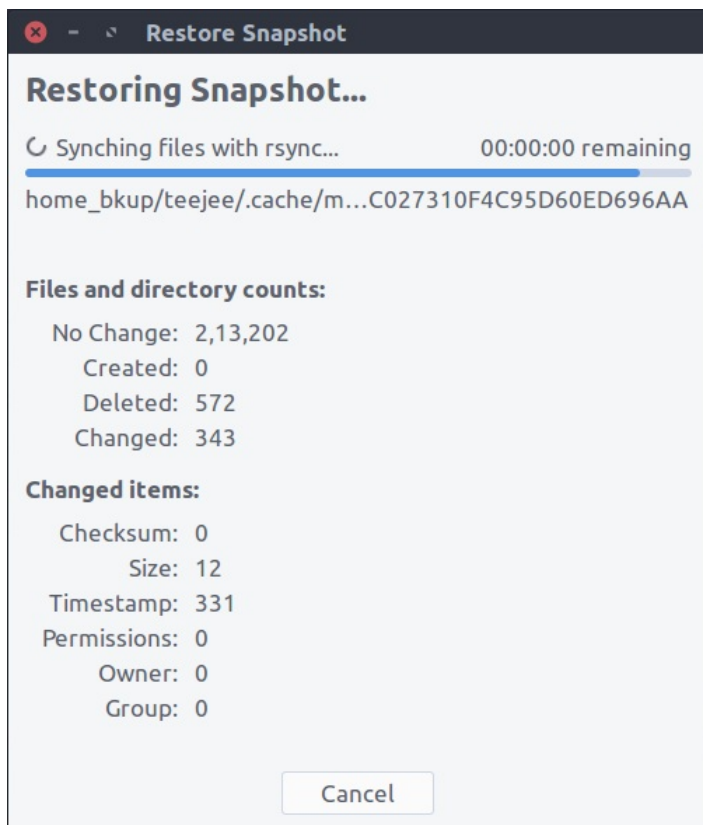 Restore Snapshot
Restoring Snapshot...
Synching files with rsync... 00:00:00 remaining
home_bkup/teejee/.cache/m...C027310F4C95D60ED696AA
Files and directory counts:
No Change: 2,13,202
Created: 0
Deleted: 572
Changed: 343
Changed items:
Checksum: 0
Size: 12
Timestamp: 331
Permissions: 0
Owner: 0
Group: 0
Cancel